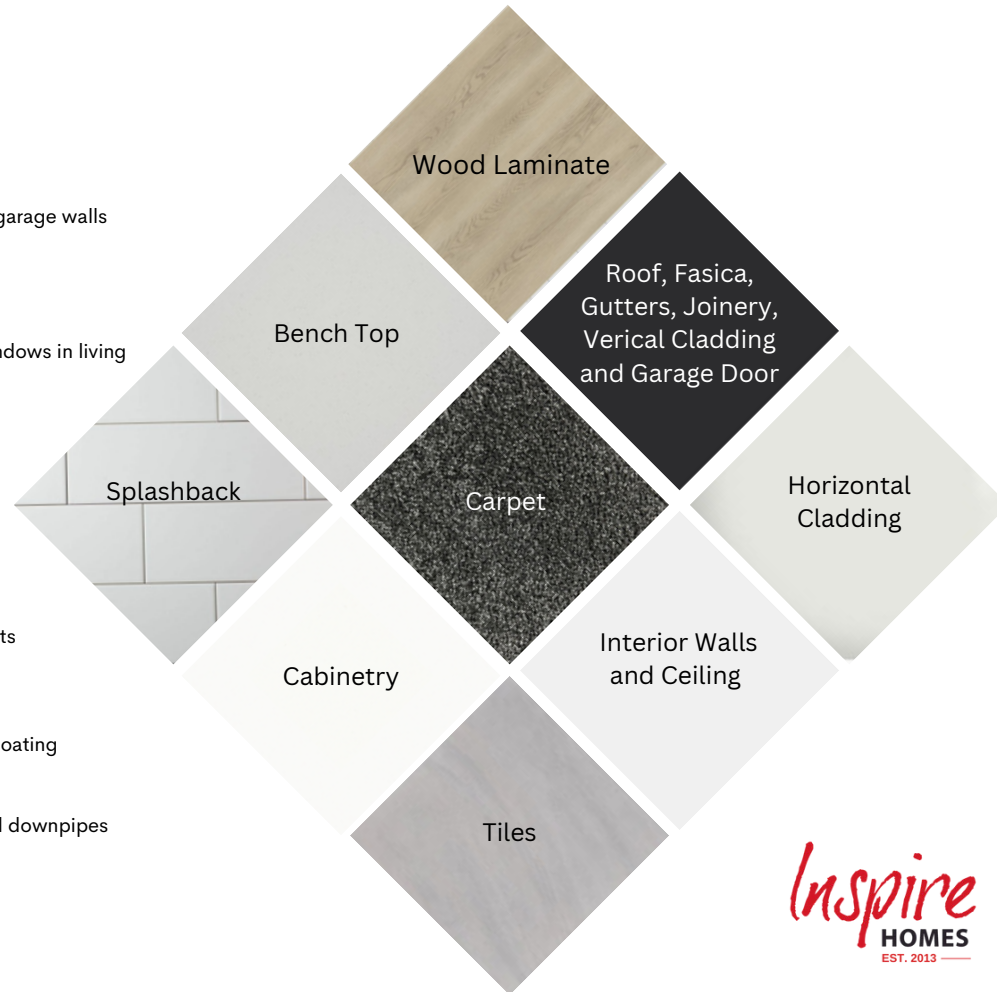 garage walls
ndows in living
ts
oating
l downpipes
Wood Laminate
Roof, Fasica,
Gutters, Joinery,
Verical Cladding
and Garage Door
Bench Top
Splashback
Carpet
Horizontal
Cladding
Cabinetry
Interior Walls
and Ceiling
Tiles
Inspire
HOMES
EST. 2013